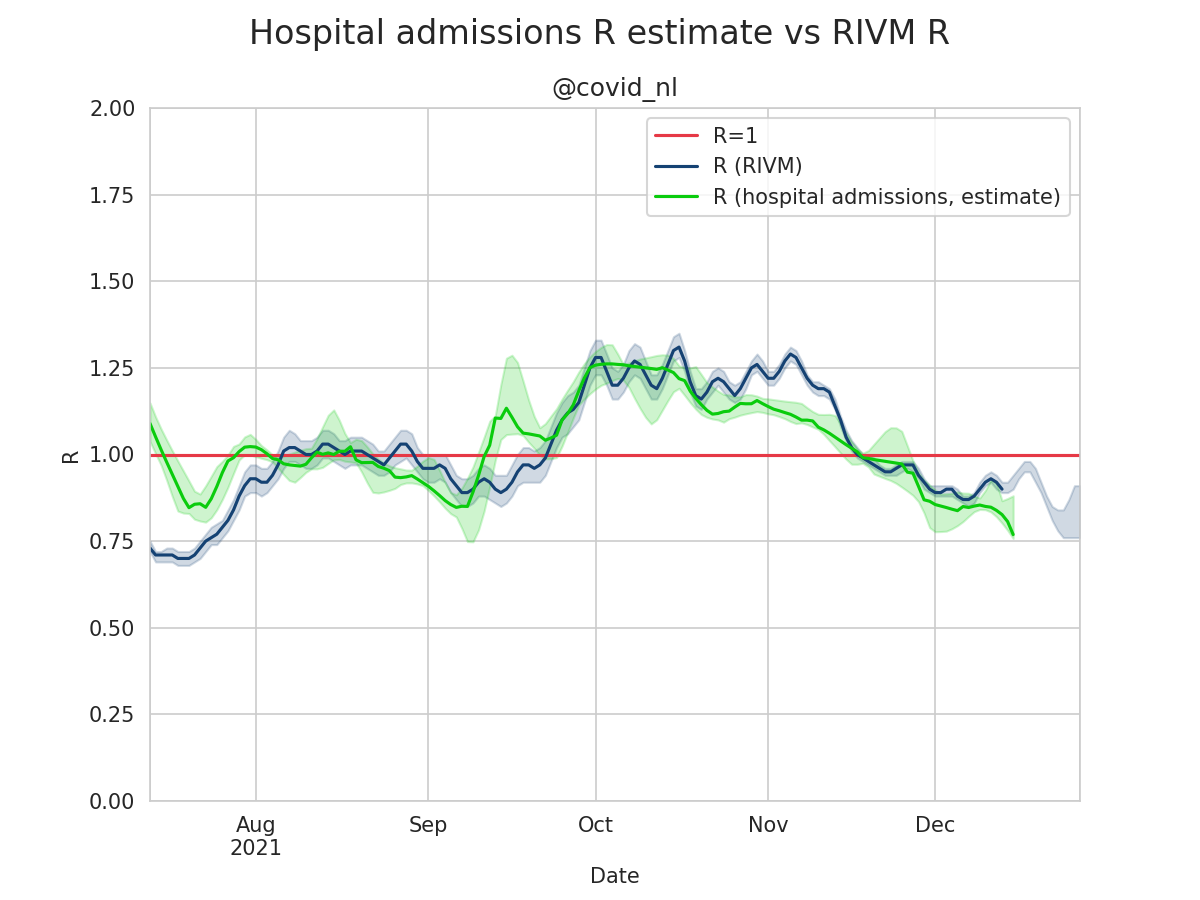 Hospital admissions R estimate vs RIVM R
@covid_nl
2.00
1.75
1.50
1.25
1.00
0.75
0.50
0.25
0.00
R
R=1
R (RIVM)
R (hospital admissions, estimate)
Aug
2021
Sep
Oct
Nov
Dec
Date